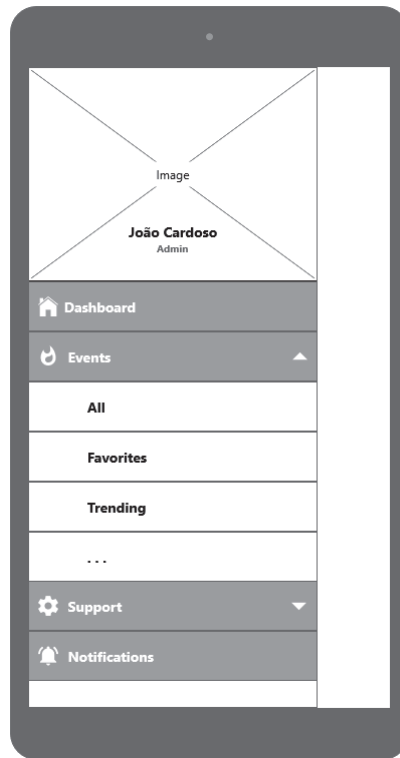 Image
João Cardoso
Admin
Dashboard
Events
All
Favorites
Trending
...
Support
Notifications